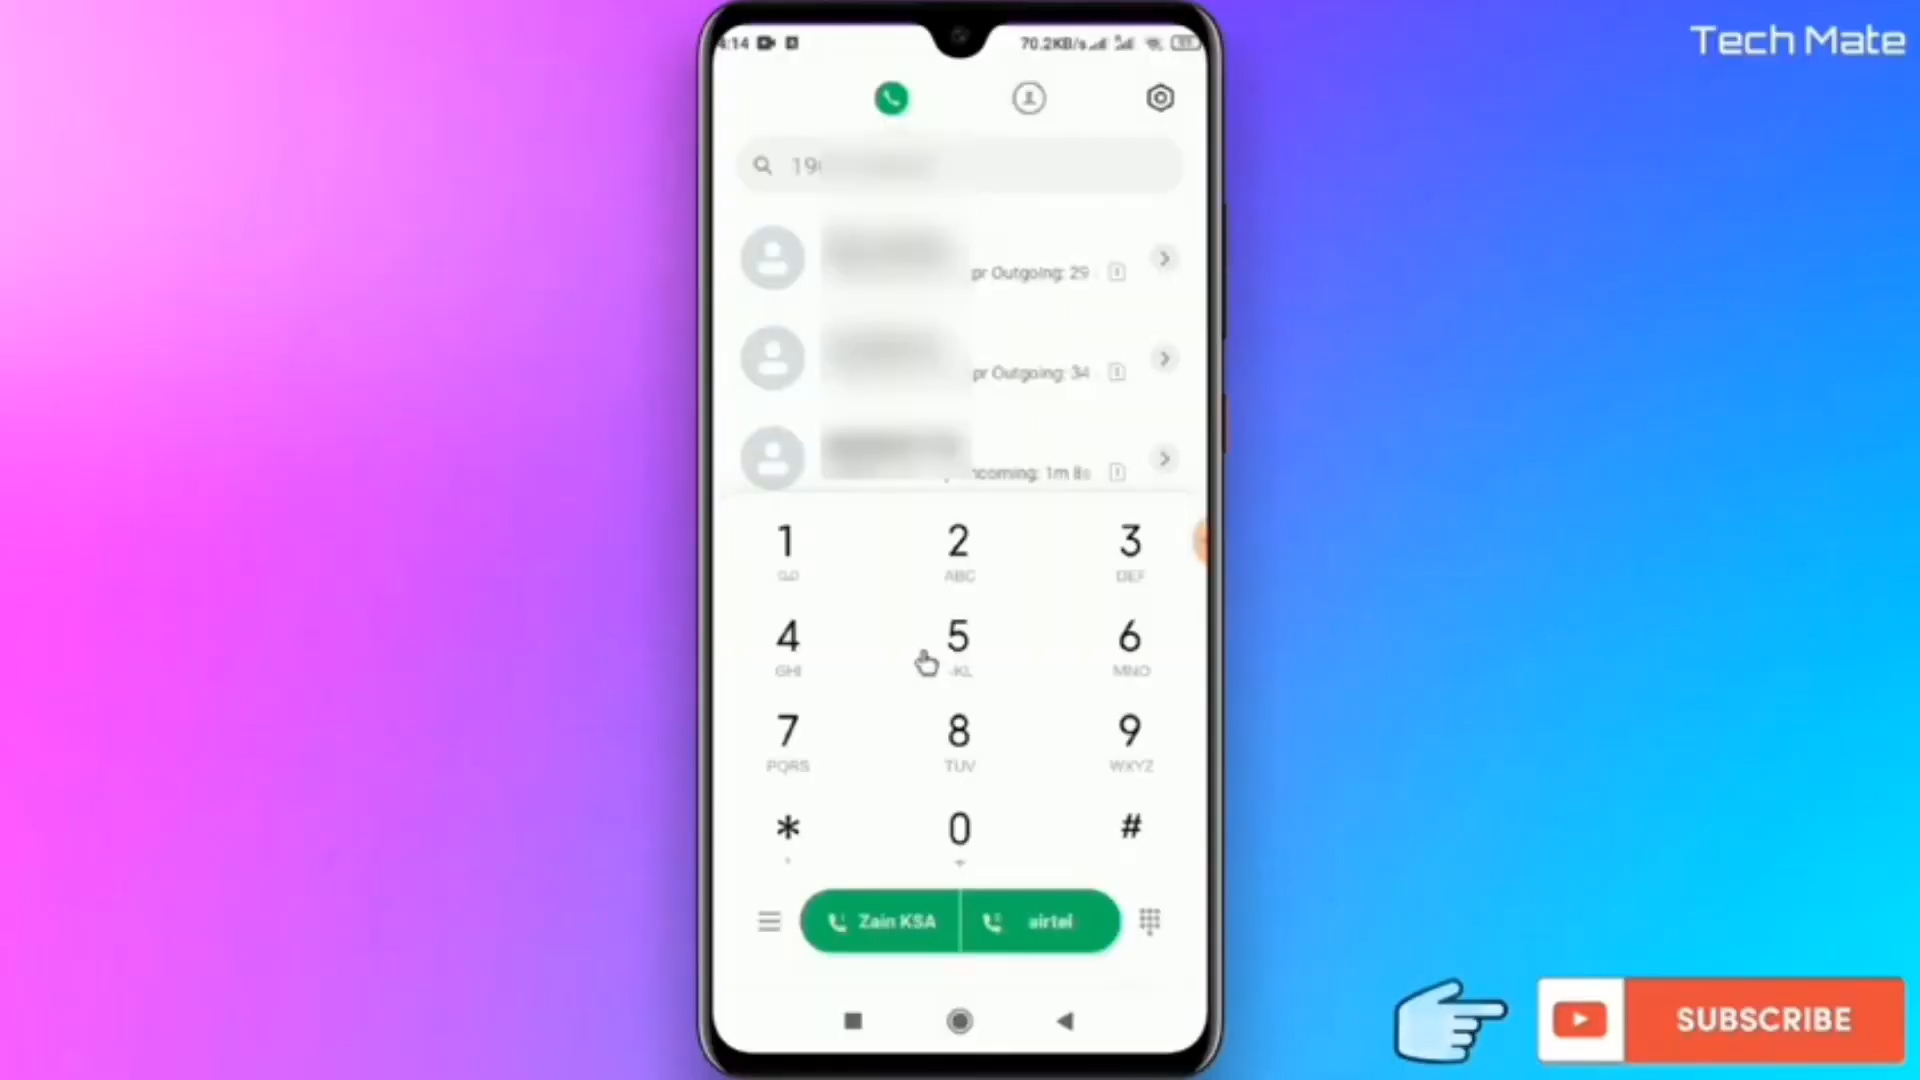 Tech Mate
4:14 70.2KB/s
19
pr Outgoing: 29
pr Outgoing: 34
ncoming: 1m 8s
1 2 3
ABC DEF
4 5 6
GHI JKL MNO
7 8 9
PQRS TUV WXYZ
* 0 #
Zain KSA airtel
SUBSCRIBE